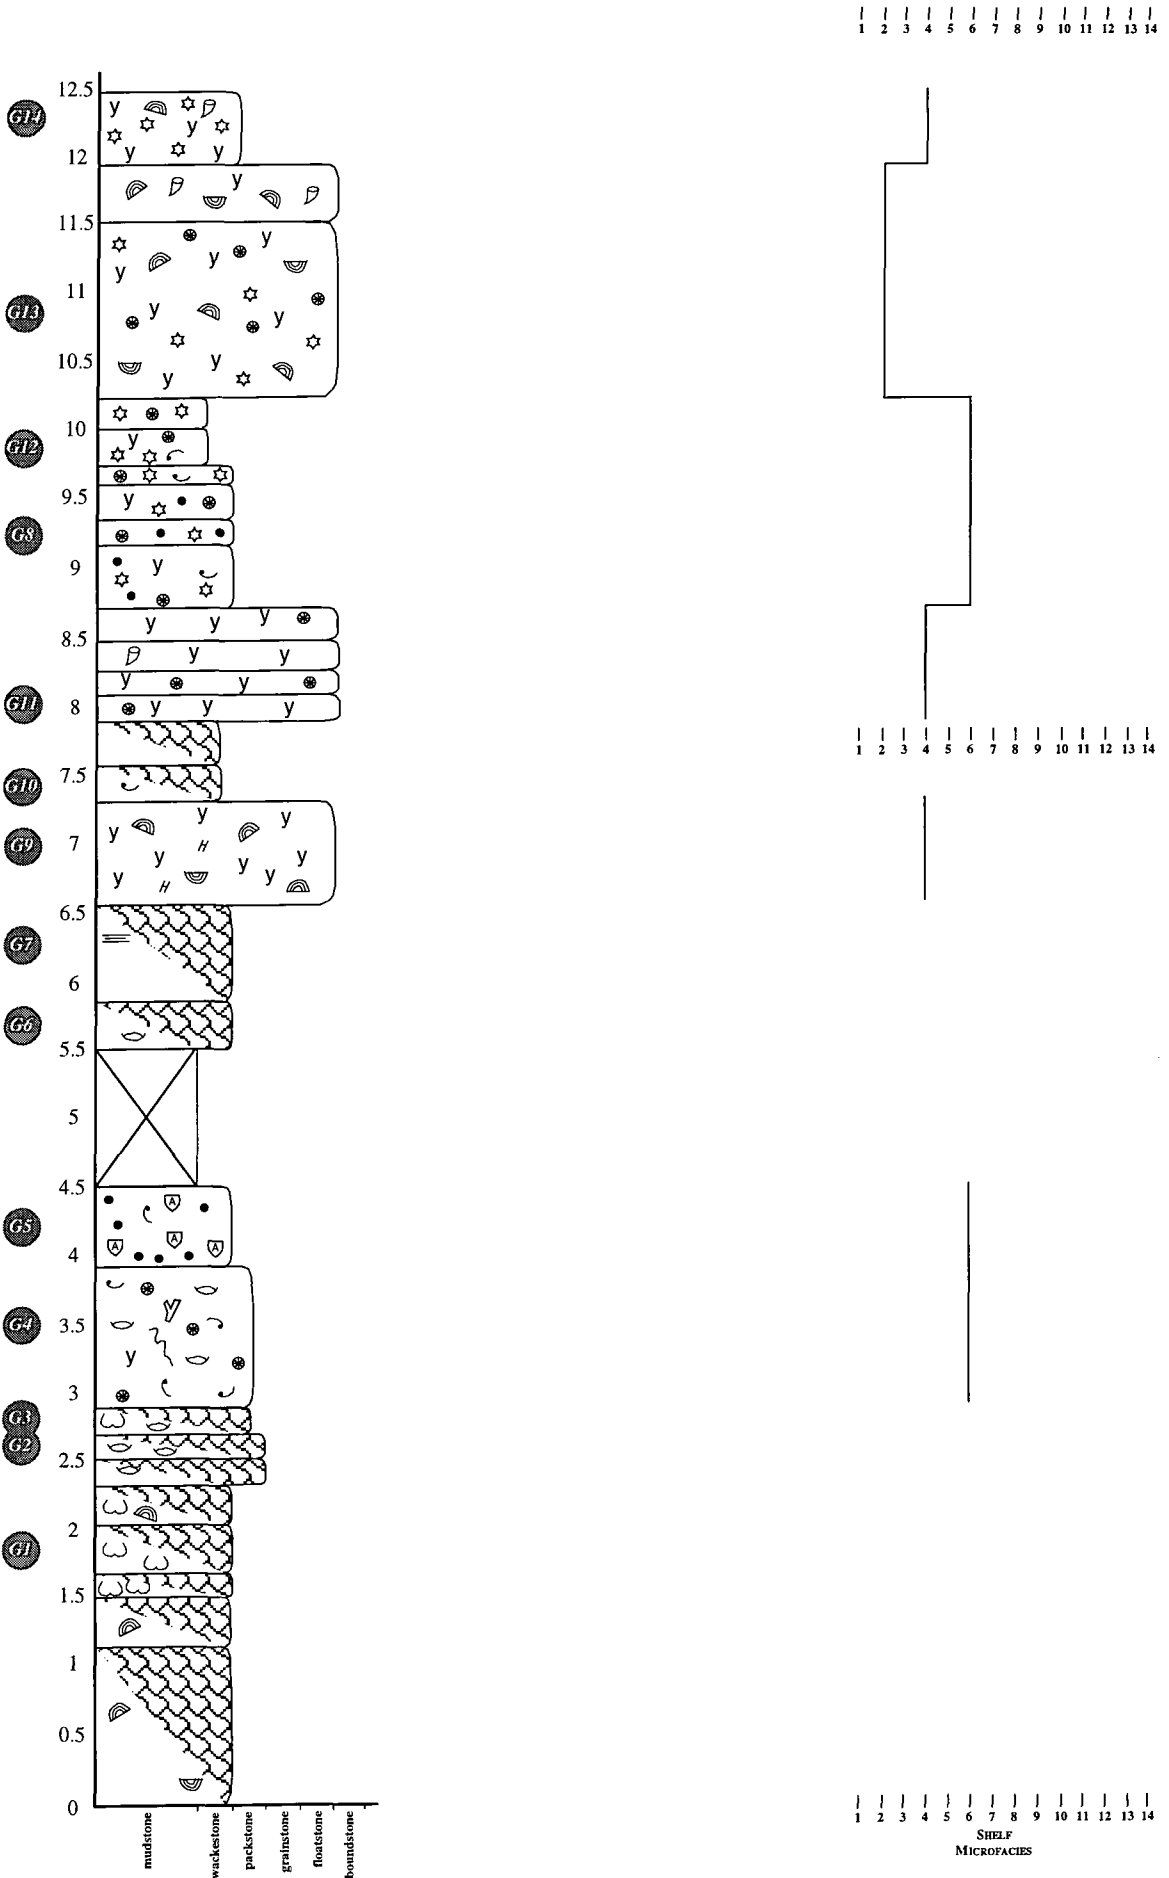 1 2 3 4 5 6 7 8 9 10 11 12 13 14
12.5
G14
12
11.5
11
G13
10.5
10
G12
9.5
G8
9
8.5
G11
8
1 2 3 4 5 6 7 8 9 10 11 12 13 14
7.5
G10
G9
7
6.5
G7
6
G6
5.5
5
4.5
A
G5
A A A
4
G4
3.5
3
G3
G2
2.5
2
G1
1.5
1
0.5
0
1 2 3 4 5 6 7 8 9 10 11 12 13 14
mudstone
wackestone
packstone
grainstone
floatstone
boundstone
SHELF
MICROFACIES